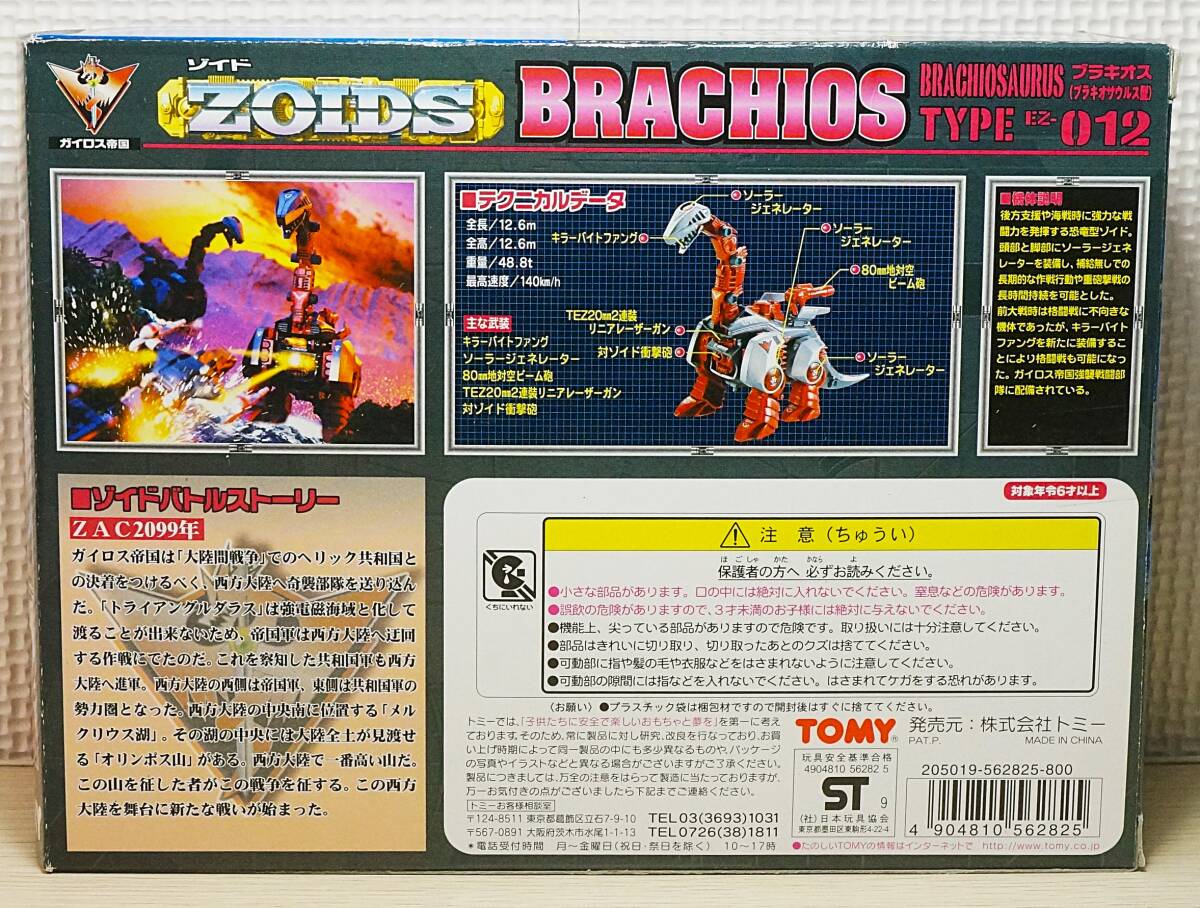 ゾイド
ZOIDS
BRACHIOS
BRACHIOSAURUS
TYPE EZ-012
ブラキオス
(ブラキオサウルス型)
ガイロス帝国
■テクニカルデータ
全長/12.6m
全高/12.6m
重量/48.8t
最高速度/140km/h
主な武装
キラーバイトファング
ソーラージェネレーター
80㎜地対空ビーム砲
TEZ20㎜2連装リニアレーザーガン
対ゾイド衝撃砲
ソーラー
ジェネレーター
キラーバイトファング
ソーラー
ジェネレーター
80㎜地対空
ビーム砲
TEZ20㎜2連装
リニアレーザーガン
対ゾイド衝撃砲
ソーラー
ジェネレーター
■機体説明
後方支援や海戦時に強力な戦
闘力を発揮する恐竜型ゾイド。
頭部と脚部にソーラージェネ
レーターを装備し、補給無しでの
長期的な作戦行動や重砲撃戦の
長時間持続を可能とした。
前大戦時は格闘戦に不向きな
機体であったが、キラーバイト
ファングを新たに装備するこ
とにより格闘戦も可能になっ
た。ガイロス帝国強襲戦闘部
隊に配備されている。
■ゾイドバトルストーリー
ZAC2099年
ガイロス帝国は「大陸間戦争」でのヘリック共和国と
の決着をつけるべく、西方大陸へ奇襲部隊を送り込ん
だ。「トライアングルダラス」は強電磁海域と化して
渡ることが出来ないため、帝国軍は西方大陸へ迂回
する作戦にでたのだ。これを察知した共和国軍も西方
大陸へ進軍。西方大陸の西側は帝国軍、東側は共和国軍の
勢力圏となった。西方大陸の中央南に位置する「メル
クリウス湖」。その湖の中央には大陸全土が見渡せ
る「オリンポス山」がある。西方大陸で一番高い山だ。
この山を征した者がこの戦争を征する。この西方
大陸を舞台に新たな戦いが始まった。
対象年令6才以上
注意(ちゅうい)
くちにいれない
ほごしゃ かた かなら よ
保護者の方へ 必ずお読みください。
●小さな部品があります。口の中には絶対に入れないでください。窒息などの危険があります。
●誤飲の危険がありますので、3才未満のお子様には絶対に与えないでください。
●機能上、尖っている部品がありますので危険です。取り扱いには十分注意してください。
●部品はきれいに切り取り、切り取ったあとのクズは捨ててください。
●可動部に指や髪の毛や衣服などをはさまれないように注意してください。
●可動部の隙間には指などを入れないでください。はさまれてケガをする恐れがあります。
(お願い) ●プラスチック袋は梱包材ですので開封後はすぐに捨ててください。
トミーでは、「子供たちに安全で楽しいおもちゃと夢を」を第一に考え
ております。そのため、常に製品に対し研究、改良を行なっており、お買
い上げ時期によって同一製品の中にも多少異なるものや、パッケージ
の写真やイラストなどと異なる場合がございますがご了承ください。
製品につきましては、万全の注意をはらって製造に当たっておりますが、
万一お気付きの点がございましたら下記までご連絡ください。
トミーお客様相談室
〒124-8511 東京都葛飾区立石7-9-10 TEL03(3693)1031
〒567-0891 大阪府茨木市水尾1-1-13 TEL0726(38)1811
*電話受付時間 月~金曜日(祝日・祭日を除く) 10~17時
TOMY®
発売元:株式会社トミー
PAT.P.
MADE IN CHINA
玩具安全基準合格
4904810 56282 5
ST 9
(社)日本玩具協会
東京都墨田区東駒形4-22-4
205019-562825-800
4 904810 562825
●たのしいTOMYの情報はインターネットで http://www.tomy.co.jp